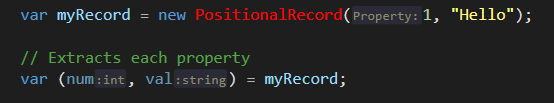 var myRecord = new PositionalRecord(Property:1, "Hello");
// Extracts each property
var (num:int, val:string) = myRecord;